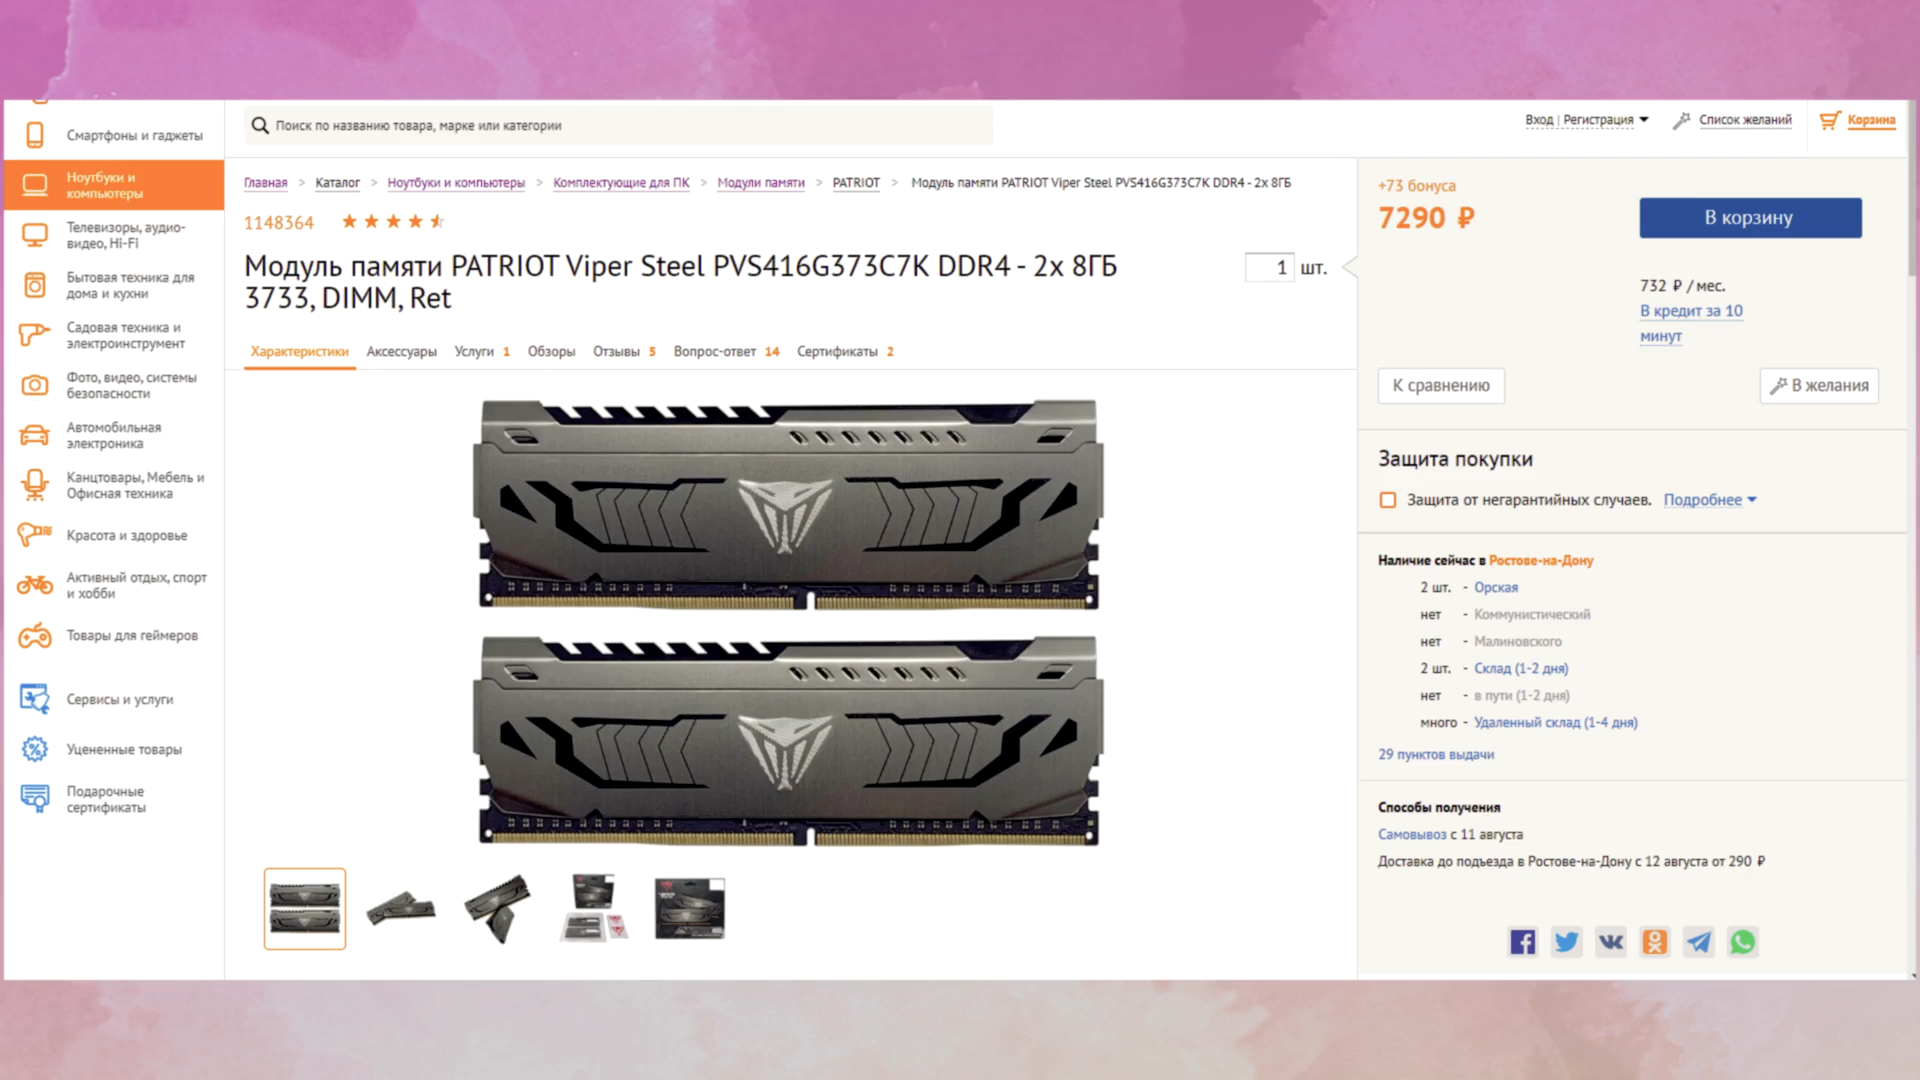 Поиск по названию товара, марке или категории
Вход | Регистрация
Список желаний
Корзина
Смартфоны и гаджеты
Ноутбуки и
компьютеры
Телевизоры, аудио-
видео, Hi-Fi
Бытовая техника для
дома и кухни
Садовая техника и
электроинструмент
Фото, видео, системы
безопасности
Автомобильная
электроника
Канцтовары, Мебель и
Офисная техника
Красота и здоровье
Активный отдых, спорт
и хобби
Товары для геймеров
Сервисы и услуги
Уцененные товары
Подарочные
сертификаты
Главная > Каталог > Ноутбуки и компьютеры > Комплектующие для ПК > Модули памяти > PATRIOT > Модуль памяти PATRIOT Viper Steel PVS416G373C7K DDR4 - 2x 8ГБ
1148364
Модуль памяти PATRIOT Viper Steel PVS416G373C7K DDR4 - 2x 8ГБ
3733, DIMM, Ret
1 шт.
Характеристики Аксессуары Услуги 1 Обзоры Отзывы 5 Вопрос-ответ 14 Сертификаты 2
+73 бонуса
7290 ₽
В корзину
732 ₽ / мес.
В кредит за 10
минут
К сравнению
В желания
Защита покупки
Защита от негарантийных случаев. Подробнее
Наличие сейчас в Ростове-на-Дону
2 шт. - Орская
нет - Коммунистический
нет - Малиновского
2 шт. - Склад (1-2 дня)
нет - в пути (1-2 дня)
много - Удаленный склад (1-4 дня)
29 пунктов выдачи
Способы получения
Самовывоз с 11 августа
Доставка до подъезда в Ростове-на-Дону с 12 августа от 290 ₽